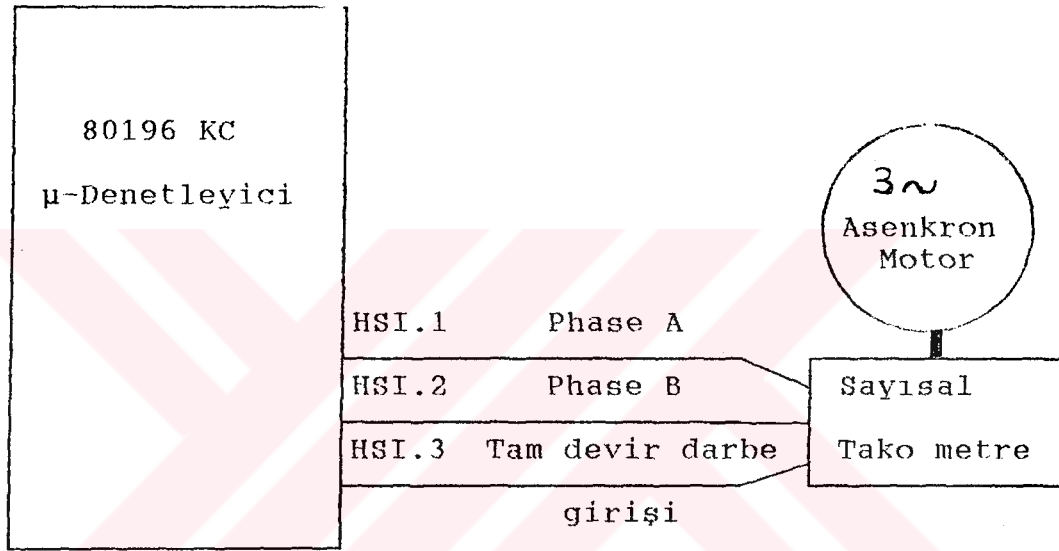 80196 KC
µ-Denetleyici
3~
Asenkron
Motor
HSI.1 Phase A
HSI.2 Phase B
Sayısal
HSI.3 Tam devir darbe
girişi
Tako metre